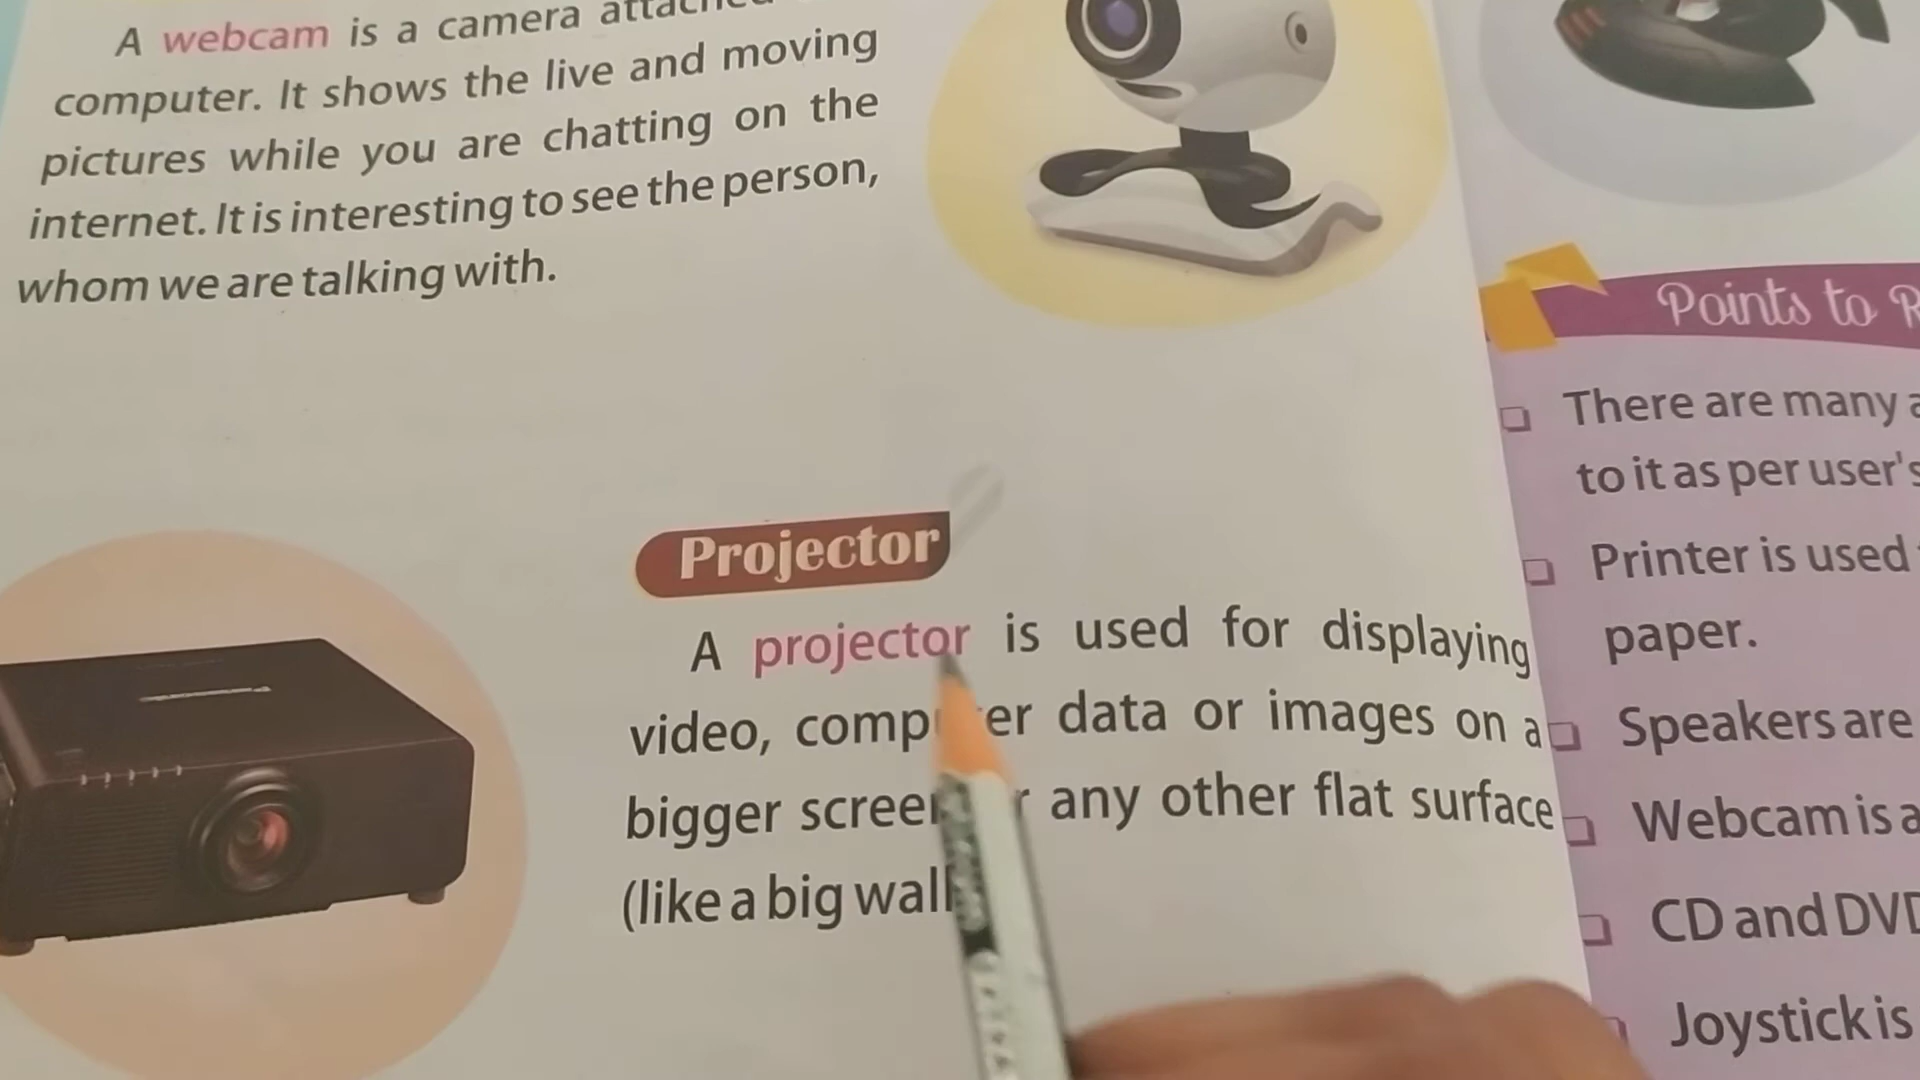 A webcam is a camera attached
computer. It shows the live and moving
pictures while you are chatting on the
internet. It is interesting to see the person,
whom we are talking with.
Projector
A projector is used for displaying
video, computer data or images on a
bigger screen or any other flat surface
(like a big wall
Points to R
There are many a
to it as per user's
Printer is used
paper.
Speakers are
Webcam is a
CD and DVD
Joystick is